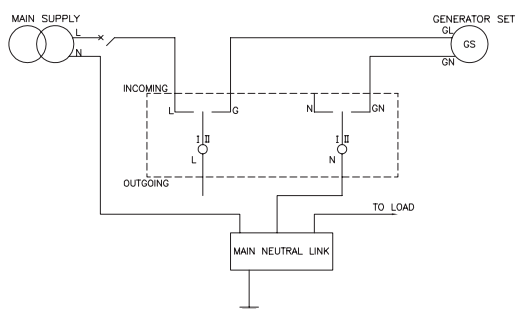 MAIN SUPPLY
GENERATOR SET
L
GL
GS
N
GN
INCOMING
L
G
N
GN
I II
I II
L
N
OUTGOING
TO LOAD
MAIN NEUTRAL LINK